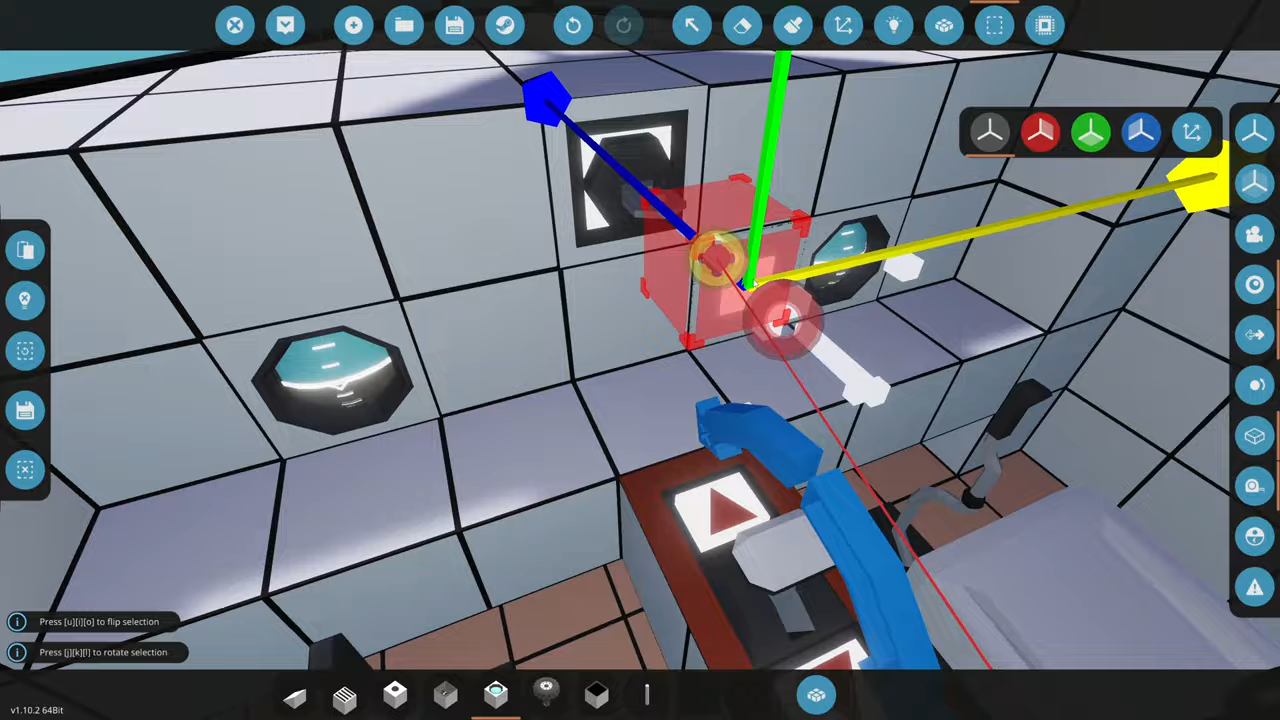 Press [u][i][o] to flip selection
Press [j][k][l] to rotate selection
v1.10.2 64Bit